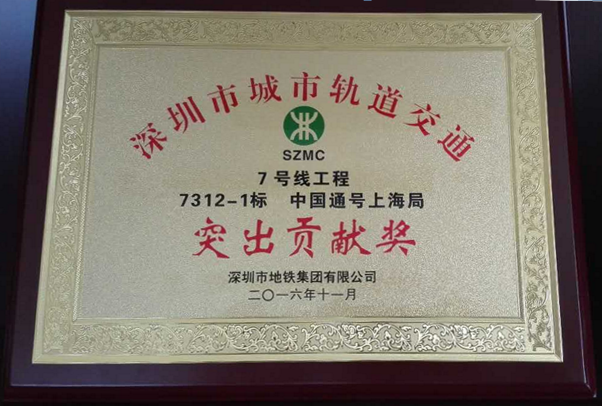 深圳市城市轨道交通
SZMC
7号线工程
7312-1标 中国通号上海局
突出贡献奖
深圳市地铁集团有限公司
二〇一六年十一月